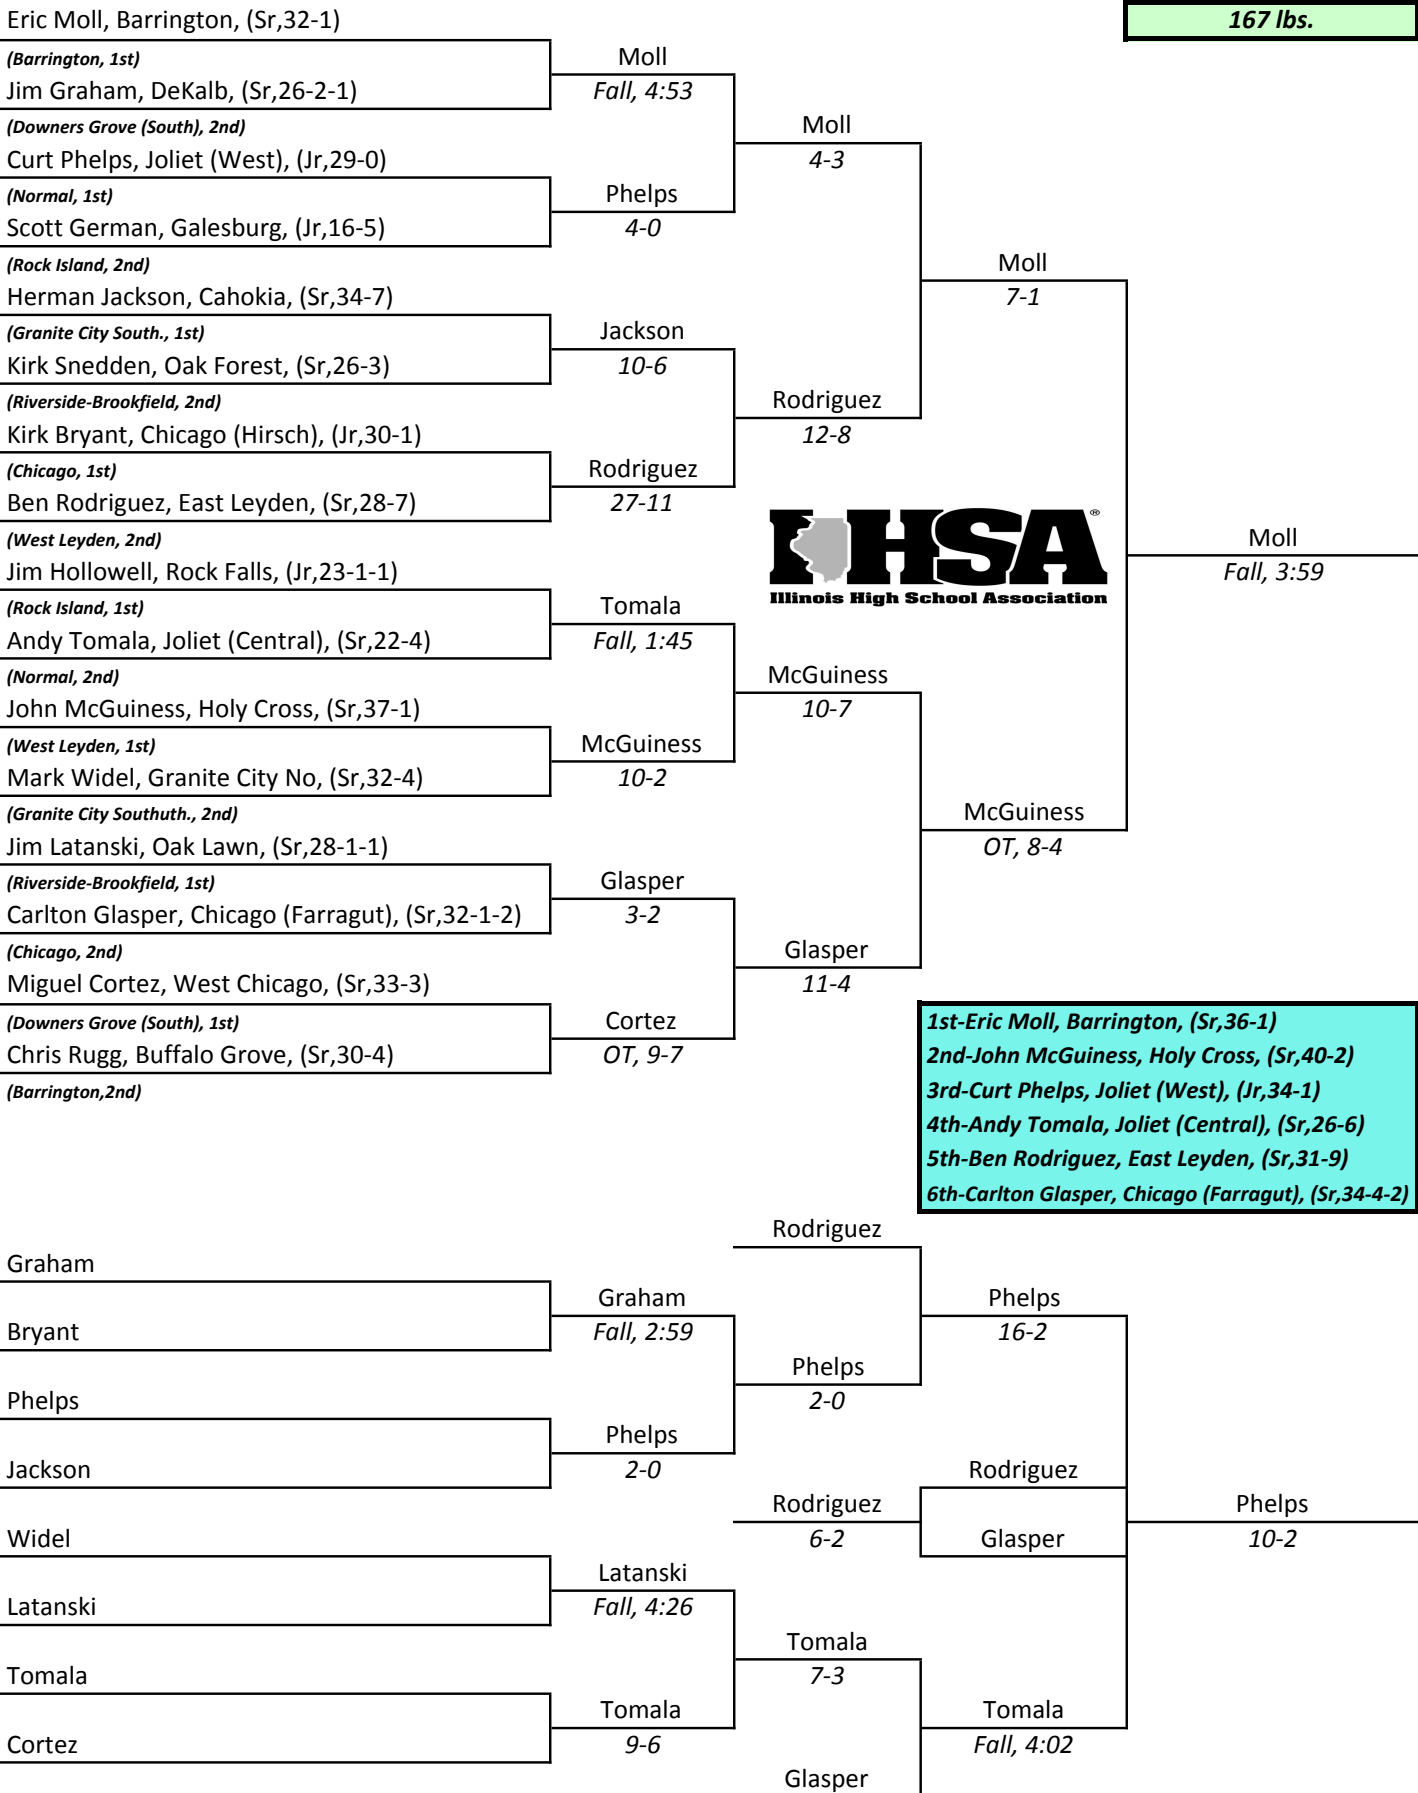 Eric Moll, Barrington, (Sr,32-1)
167 lbs.
(Barrington, 1st)
Moll
Jim Graham, DeKalb, (Sr,26-2-1)
Fall, 4:53
(Downers Grove (South), 2nd)
Moll
Curt Phelps, Joliet (West), (Jr,29-0)
4-3
(Normal, 1st)
Phelps
Scott German, Galesburg, (Jr,16-5)
4-0
(Rock Island, 2nd)
Moll
Herman Jackson, Cahokia, (Sr,34-7)
7-1
(Granite City South., 1st)
Jackson
Kirk Snedden, Oak Forest, (Sr,26-3)
10-6
(Riverside-Brookfield, 2nd)
Rodriguez
Kirk Bryant, Chicago (Hirsch), (Jr,30-1)
12-8
(Chicago, 1st)
Rodriguez
Ben Rodriguez, East Leyden, (Sr,28-7)
27-11
IHSA®
Illinois High School Association
(West Leyden, 2nd)
Moll
Jim Hollowell, Rock Falls, (Jr,23-1-1)
Fall, 3:59
(Rock Island, 1st)
Tomala
Andy Tomala, Joliet (Central), (Sr,22-4)
Fall, 1:45
(Normal, 2nd)
McGuiness
John McGuiness, Holy Cross, (Sr,37-1)
10-7
(West Leyden, 1st)
McGuiness
Mark Widel, Granite City No, (Sr,32-4)
10-2
(Granite City Southuth., 2nd)
McGuiness
Jim Latanski, Oak Lawn, (Sr,28-1-1)
OT, 8-4
(Riverside-Brookfield, 1st)
Glasper
Carlton Glasper, Chicago (Farragut), (Sr,32-1-2)
3-2
(Chicago, 2nd)
Glasper
Miguel Cortez, West Chicago, (Sr,33-3)
11-4
(Downers Grove (South), 1st)
Cortez
Chris Rugg, Buffalo Grove, (Sr,30-4)
OT, 9-7
(Barrington,2nd)
1st-Eric Moll, Barrington, (Sr,36-1)
2nd-John McGuiness, Holy Cross, (Sr,40-2)
3rd-Curt Phelps, Joliet (West), (Jr,34-1)
4th-Andy Tomala, Joliet (Central), (Sr,26-6)
5th-Ben Rodriguez, East Leyden, (Sr,31-9)
6th-Carlton Glasper, Chicago (Farragut), (Sr,34-4-2)
Rodriguez
Graham
Graham
Phelps
Bryant
Fall, 2:59
16-2
Phelps
Phelps
2-0
Phelps
Jackson
2-0
Rodriguez
Rodriguez
Phelps
Widel
6-2
Glasper
10-2
Latanski
Latanski
Fall, 4:26
Tomala
Tomala
7-3
Tomala
Tomala
Cortez
9-6
Fall, 4:02
Glasper